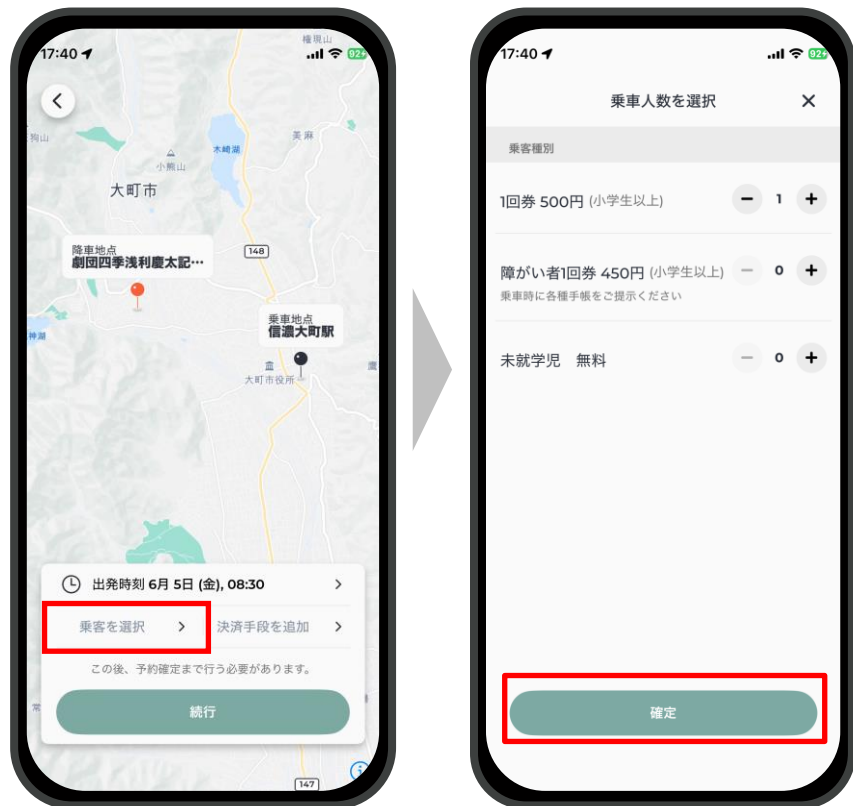 17:40
92
権現山
美麻
木崎湖
狗山
小熊山
大町市
148
降車地点
劇団四季浅利慶太記…
乗車地点
信濃大町駅
神湖
鷹
大町市役所
出発時刻 6月 5日 (金), 08:30
乗客を選択
決済手段を追加
この後、予約確定まで行う必要があります。
常
続行
147
17:40
92
乗車人数を選択
乗客種別
1回券 500円 (小学生以上)
− 1 +
障がい者1回券 450円 (小学生以上)
− 0 +
乗車時に各種手帳をご提示ください
未就学児 無料
− 0 +
確定